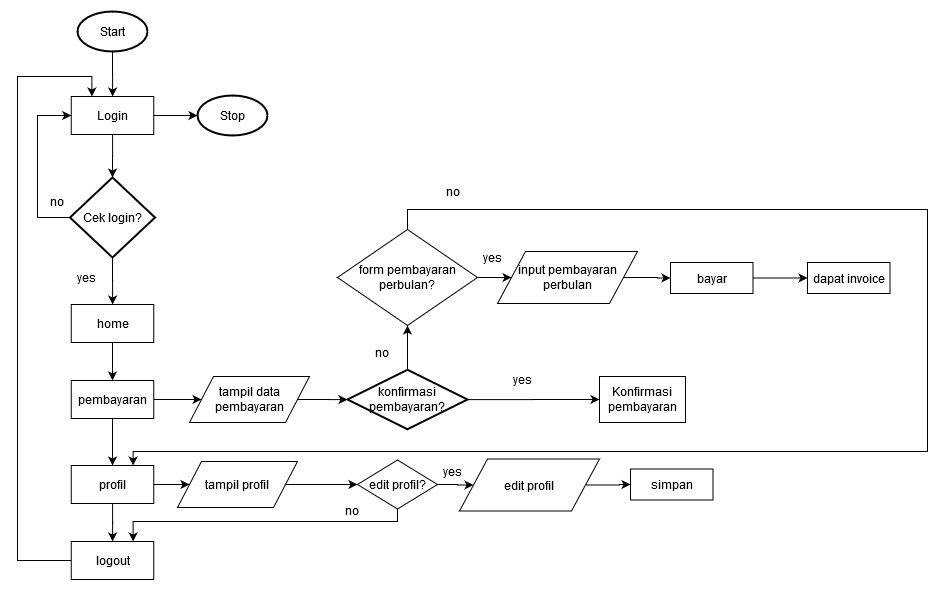 Start
Login
Stop
no
Cek login?
yes
home
no
form pembayaran
perbulan?
yes
input pembayaran
perbulan
bayar
dapat invoice
no
pembayaran
tampil data
pembayaran
konfirmasi
pembayaran?
yes
Konfirmasi
pembayaran
profil
tampil profil
edit profil?
yes
edit profil
simpan
no
logout